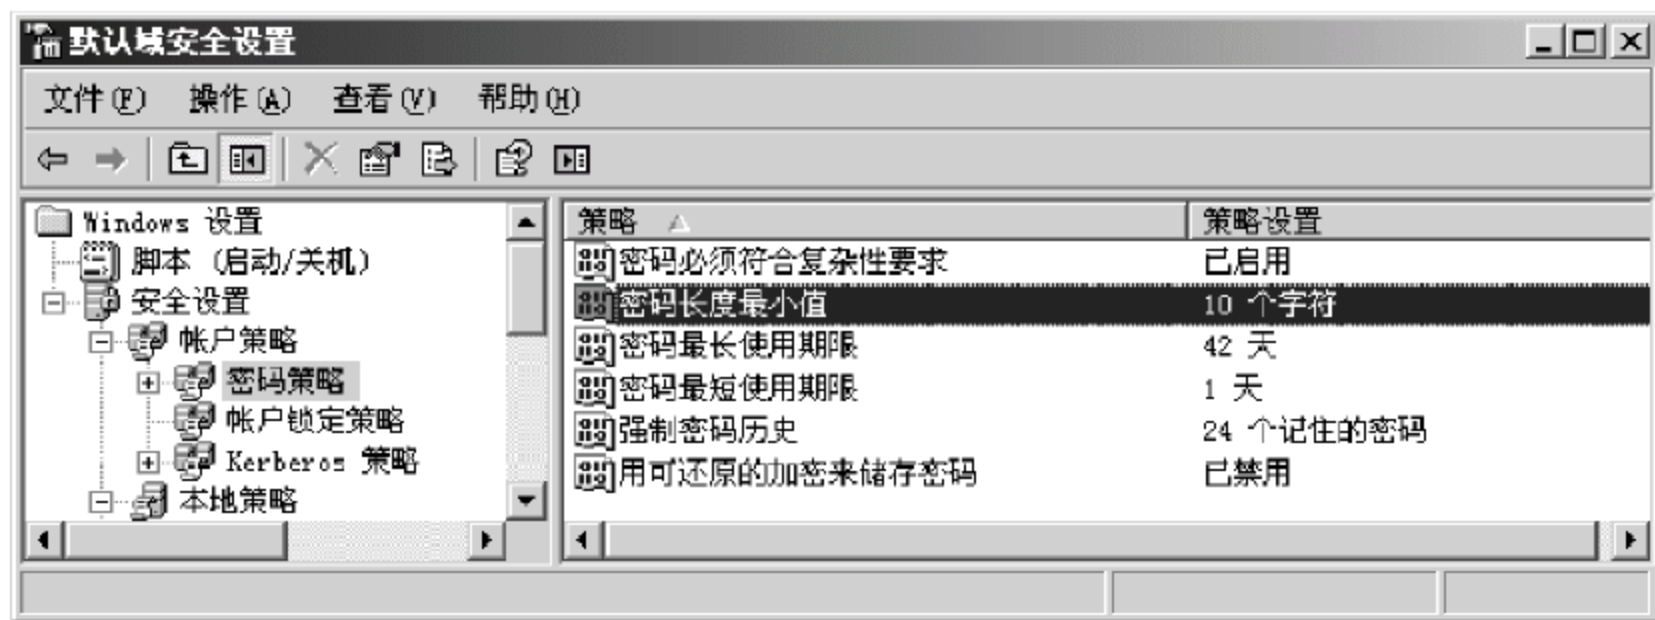 默认域安全设置
文件(F) 操作(A) 查看(V) 帮助(H)
Windows 设置
脚本 (启动/关机)
安全设置
帐户策略
密码策略
帐户锁定策略
Kerberos 策略
本地策略
策略 策略设置
密码必须符合复杂性要求 已启用
密码长度最小值 10 个字符
密码最长使用期限 42 天
密码最短使用期限 1 天
强制密码历史 24 个记住的密码
用可还原的加密来储存密码 已禁用